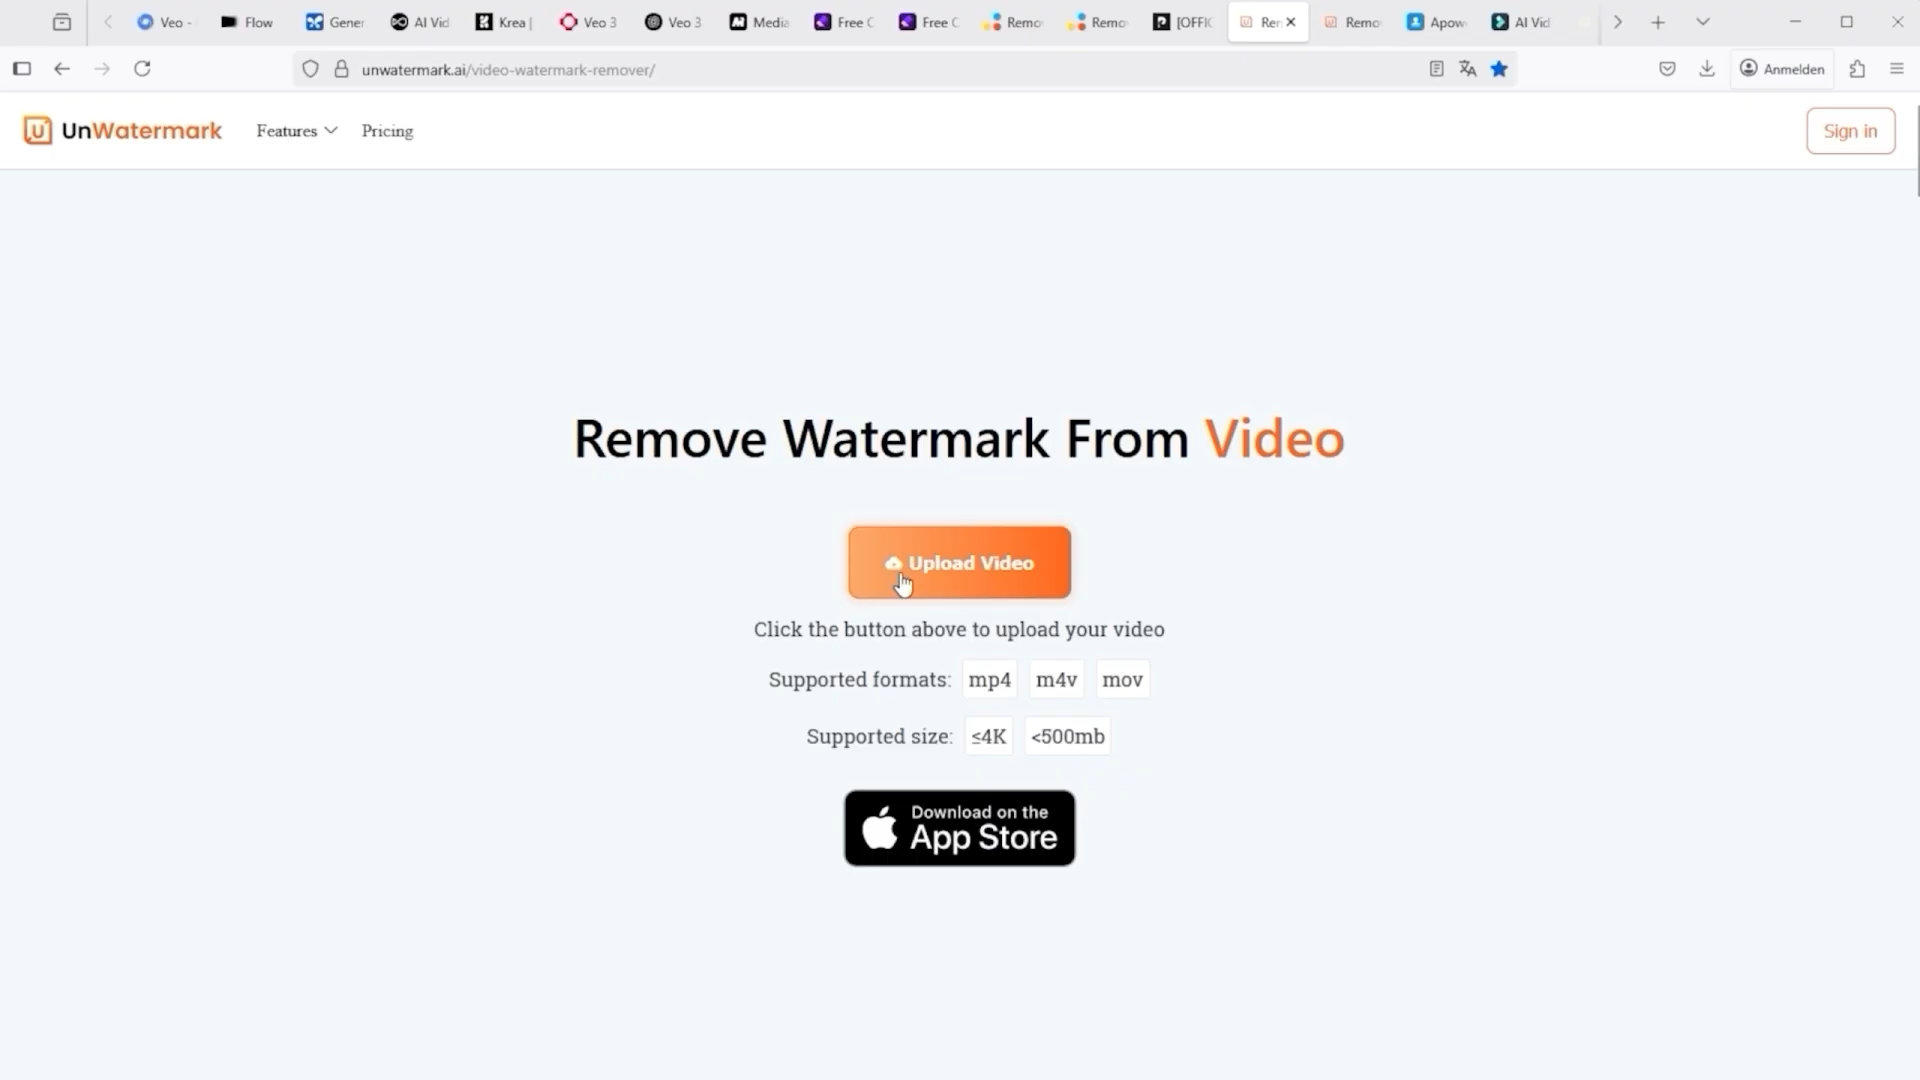 Veo -
Flow
Gener
AI Vid
Krea |
Veo 3
Veo 3
Media
Free C
Free C
Remo
Remo
[OFFIC
Ren
Remo
Apow
AI Vid
unwatermark.ai/video-watermark-remover/
Anmelden
UnWatermark
Features
Pricing
Sign in
Remove Watermark From Video
Upload Video
Click the button above to upload your video
Supported formats: mp4 m4v mov
Supported size: ≤4K <500mb
Download on the
App Store